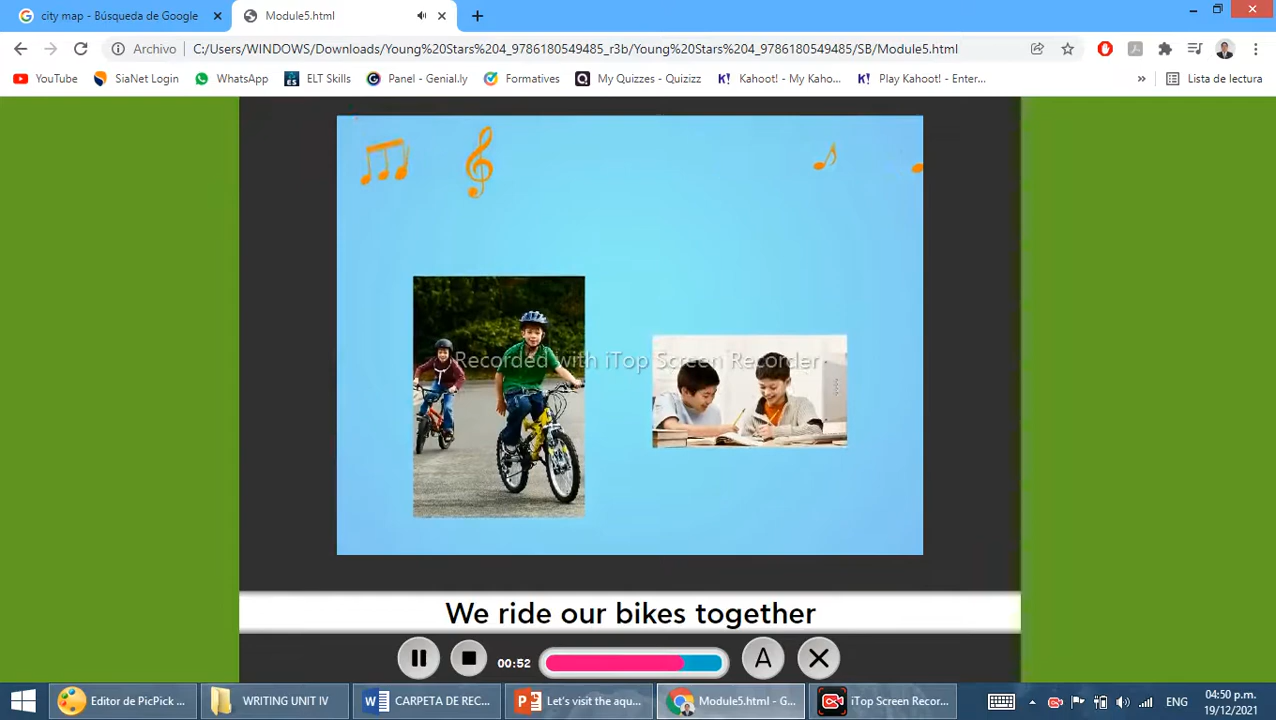 city map - Búsqueda de Google
Module5.html
Archivo
C:/Users/WINDOWS/Downloads/Young%20Stars%204_9786180549485_r3b/Young%20Stars%204_9786180549485/SB/Module5.html
YouTube
SiaNet Login
WhatsApp
ELT Skills
Panel - Genial.ly
Formatives
My Quizzes - Quizizz
Kahoot! - My Kaho...
Play Kahoot! - Enter...
»
Lista de lectura
Recorded with iTop Screen Recorder
We ride our bikes together
00:52
A
Editor de PicPick ...
WRITING UNIT IV
CARPETA DE REC...
Let's visit the aqu...
Module5.html - G...
iTop Screen Recor...
ENG
04:50 p.m.
19/12/2021